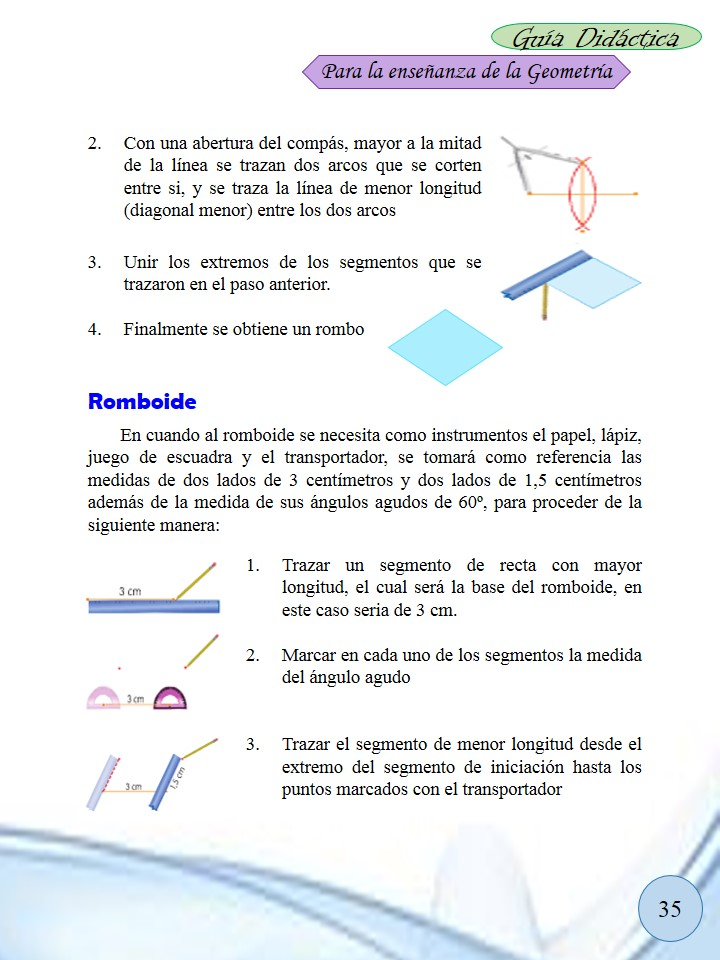 Guía Didáctica
Para la enseñanza de la Geometría
2. Con una abertura del compás, mayor a la mitad
de la línea se trazan dos arcos que se corten
entre si, y se traza la línea de menor longitud
(diagonal menor) entre los dos arcos
3. Unir los extremos de los segmentos que se
trazaron en el paso anterior.
4. Finalmente se obtiene un rombo
Romboide
En cuando al romboide se necesita como instrumentos el papel, lápiz,
juego de escuadra y el transportador, se tomará como referencia las
medidas de dos lados de 3 centímetros y dos lados de 1,5 centímetros
además de la medida de sus ángulos agudos de 60º, para proceder de la
siguiente manera:
3 cm
1. Trazar un segmento de recta con mayor
longitud, el cual será la base del romboide, en
este caso seria de 3 cm.
3 cm
2. Marcar en cada uno de los segmentos la medida
del ángulo agudo
3 cm
1,5 cm
3. Trazar el segmento de menor longitud desde el
extremo del segmento de iniciación hasta los
puntos marcados con el transportador
35